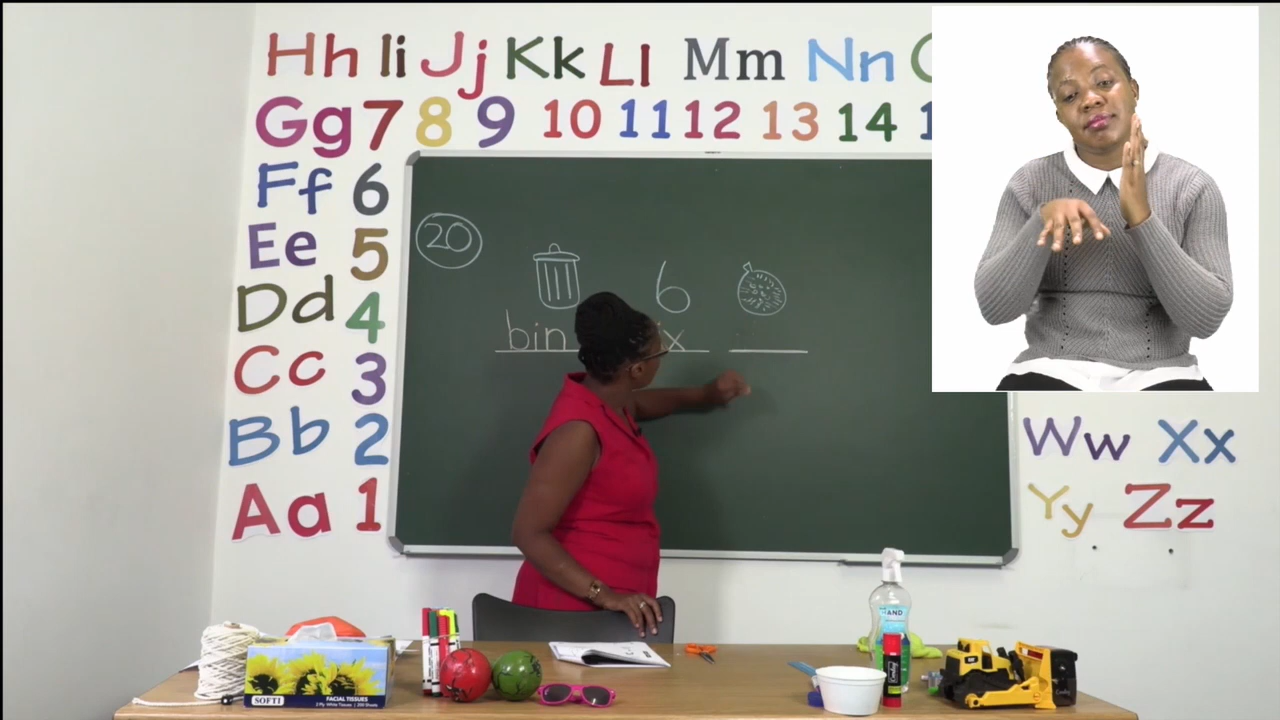 Hh Ii Jj Kk Ll Mm Nn
Gg 7 8 9 10 11 12 13 14
Ff 6
Ee 5
Dd 4
Cc 3
Bb 2
Aa 1
20
6
bin ix
Ww Xx
Yy Zz
SOFTI
FACIAL TISSUES
HAND